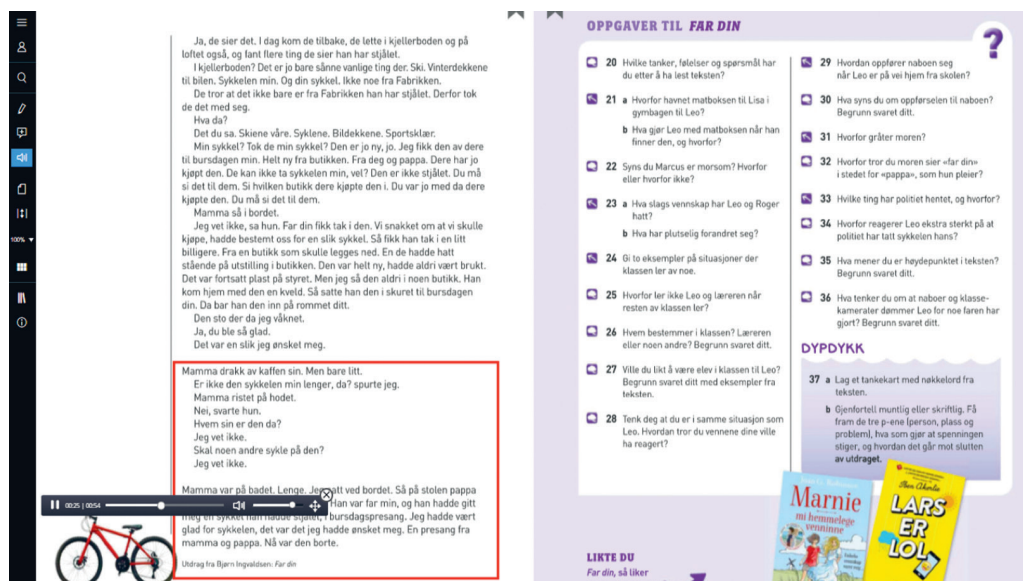 100%
Ja, de sier det. I dag kom de tilbake, de lette i kjellerboden og på
loftet også, og fant flere ting de sier han har stjålet.
I kjellerboden? Det er jo bare sånne vanlige ting der. Ski. Vinterdekkene
til bilen. Sykkelen min. Og din sykkel. Ikke noe fra Fabrikken.
De tror at det ikke bare er fra Fabrikken han har stjålet. Derfor tok
de det med seg.
Hva da?
Det du sa. Skiene våre. Syklene. Bildekkene. Sportsklær.
Min sykkel? Tok de min sykkel? Den er jo ny, jo. Jeg fikk den av dere
til bursdagen min. Helt ny fra butikken. Fra deg og pappa. Dere har jo
kjøpt den. De kan ikke ta sykkelen min, vel? Den er ikke stjålet. Du må
si det til dem. Si hvilken butikk dere kjøpte den i. Du var jo med da dere
kjøpte den. Du må si det til dem.
Mamma så i bordet.
Jeg vet ikke, sa hun. Far din fikk tak i den. Vi snakket om at vi skulle
kjøpe, hadde bestemt oss for en slik sykkel. Så fikk han tak i en litt
billigere. Fra en butikk som skulle legges ned. En de hadde hatt
stående på utstilling i butikken. Den var helt ny, hadde aldri vært brukt.
Det var fortsatt plast på styret. Men jeg så den aldri i noen butikk. Han
kom hjem med den en kveld. Så satte han den i skuret til bursdagen
din. Da bar han den inn på rommet ditt.
Den sto der da jeg våknet.
Ja, du ble så glad.
Det var en slik jeg ønsket meg.
Mamma drakk av kaffen sin. Men bare litt.
Er ikke den sykkelen min lenger, da? spurte jeg.
Mamma ristet på hodet.
Nei, svarte hun.
Hvem sin er den da?
Jeg vet ikke.
Skal noen andre sykle på den?
Jeg vet ikke.
Mamma var på badet. Lenge. Jeg satt ved bordet. Så på stolen pappa
00:25 | 00:54
Han var far min, og han hadde gitt
meg en sykkel han hadde stjålet, i bursdagspresang. Jeg hadde vært
glad for sykkelen, det var det jeg hadde ønsket meg. En presang fra
mamma og pappa. Nå var den borte.
Utdrag fra Bjørn Ingvaldsen: Far din
OPPGAVER TIL FAR DIN
?
20 Hvilke tanker, følelser og spørsmål har
du etter å ha lest teksten?
21 a Hvorfor havnet matboksen til Lisa i
gymbagen til Leo?
b Hva gjør Leo med matboksen når han
finner den, og hvorfor?
22 Syns du Marcus er morsom? Hvorfor
eller hvorfor ikke?
23 a Hva slags vennskap har Leo og Roger
hatt?
b Hva har plutselig forandret seg?
24 Gi to eksempler på situasjoner der
klassen ler av noe.
25 Hvorfor ler ikke Leo og læreren når
resten av klassen ler?
26 Hvem bestemmer i klassen? Læreren
eller noen andre? Begrunn svaret ditt.
27 Ville du likt å være elev i klassen til Leo?
Begrunn svaret ditt med eksempler fra
teksten.
28 Tenk deg at du er i samme situasjon som
Leo. Hvordan tror du vennene dine ville
ha reagert?
29 Hvordan oppfører naboen seg
når Leo er på vei hjem fra skolen?
30 Hva syns du om oppførselen til naboen?
Begrunn svaret ditt.
31 Hvorfor gråter moren?
32 Hvorfor tror du moren sier «far din»
i stedet for «pappa», som hun pleier?
33 Hvilke ting har politiet hentet, og hvorfor?
34 Hvorfor reagerer Leo ekstra sterkt på at
politiet har tatt sykkelen hans?
35 Hva mener du er høydepunktet i teksten?
Begrunn svaret ditt.
36 Hva tenker du om at naboer og klasse-
kamerater dømmer Leo for noe faren har
gjort? Begrunn svaret ditt.
DYPDYKK
37 a Lag et tankekart med nøkkelord fra
teksten.
b Gjenfortell muntlig eller skriftlig. Få
fram de tre p-ene (person, plass og
problem), hva som gjør at spenningen
stiger, og hvordan det går mot slutten
av utdraget.
LIKTE DU
Far din, så liker
Marnie
mi hemmelege
venninne
LARS
ER
LOL